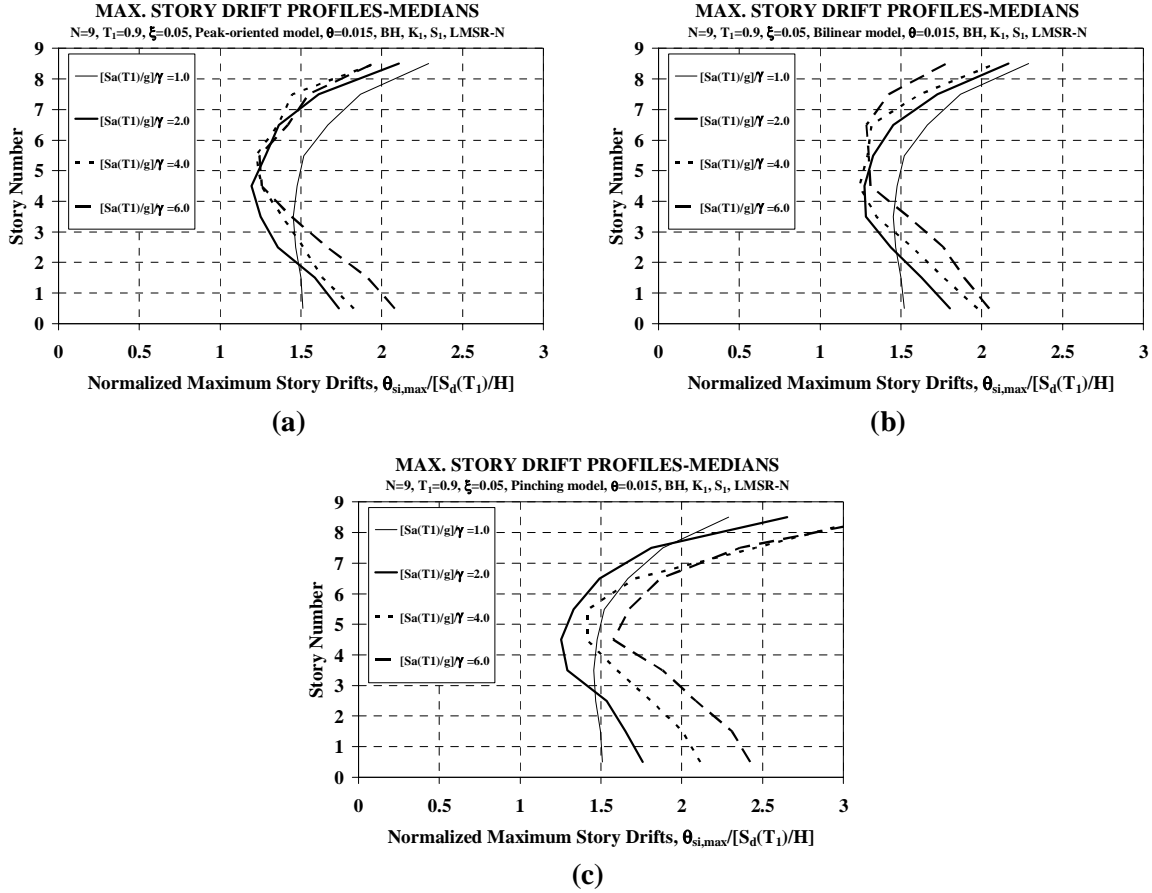 MAX. STORY DRIFT PROFILES-MEDIANS
N=9, T₁=0.9, ξ=0.05, Peak-oriented model, θ=0.015, BH, K₁, S₁, LMSR-N
9
8
7
6
5
4
3
2
1
0
Story Number
[Sa(T1)/g]/γ =1.0
[Sa(T1)/g]/γ =2.0
[Sa(T1)/g]/γ =4.0
[Sa(T1)/g]/γ =6.0
0 0.5 1 1.5 2 2.5 3
Normalized Maximum Story Drifts, θsi,max/[Sd(T₁)/H]
(a)
MAX. STORY DRIFT PROFILES-MEDIANS
N=9, T₁=0.9, ξ=0.05, Bilinear model, θ=0.015, BH, K₁, S₁, LMSR-N
9
8
7
6
5
4
3
2
1
0
Story Number
[Sa(T1)/g]/γ =1.0
[Sa(T1)/g]/γ =2.0
[Sa(T1)/g]/γ =4.0
[Sa(T1)/g]/γ =6.0
0 0.5 1 1.5 2 2.5 3
Normalized Maximum Story Drifts, θsi,max/[Sd(T₁)/H]
(b)
MAX. STORY DRIFT PROFILES-MEDIANS
N=9, T₁=0.9, ξ=0.05, Pinching model, θ=0.015, BH, K₁, S₁, LMSR-N
9
8
7
6
5
4
3
2
1
0
Story Number
[Sa(T1)/g]/γ =1.0
[Sa(T1)/g]/γ =2.0
[Sa(T1)/g]/γ =4.0
[Sa(T1)/g]/γ =6.0
0 0.5 1 1.5 2 2.5 3
Normalized Maximum Story Drifts, θsi,max/[Sd(T₁)/H]
(c)